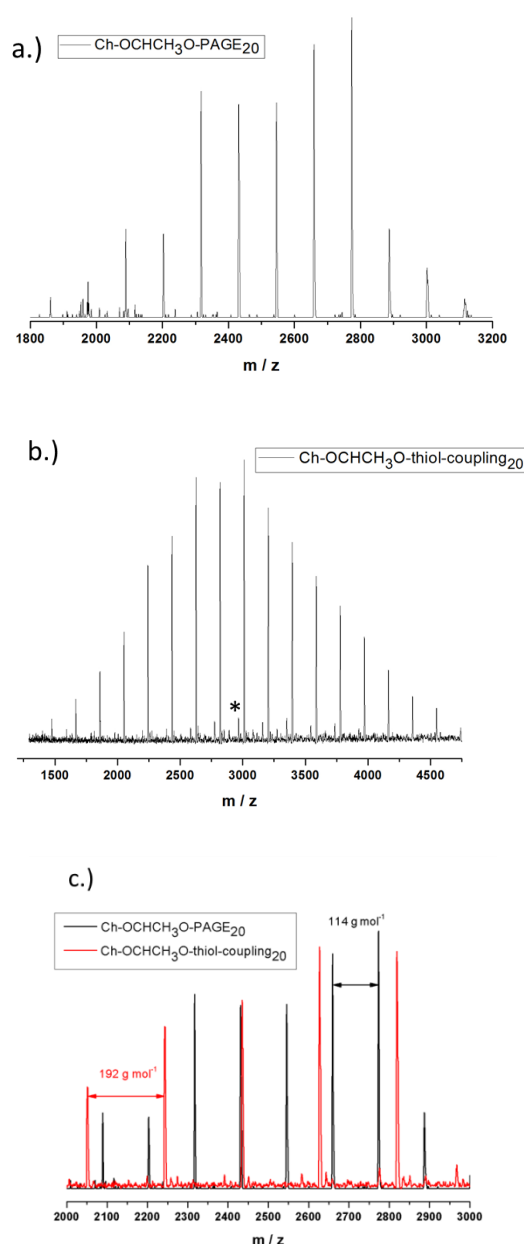 a.)
Ch-OCHCH3O-PAGE20
1800 2000 2200 2400 2600 2800 3000 3200
m / z
b.)
Ch-OCHCH3O-thiol-coupling20
*
1500 2000 2500 3000 3500 4000 4500
m / z
c.)
Ch-OCHCH3O-PAGE20
Ch-OCHCH3O-thiol-coupling20
114 g mol-1
192 g mol-1
2000 2100 2200 2300 2400 2500 2600 2700 2800 2900 3000
m / z